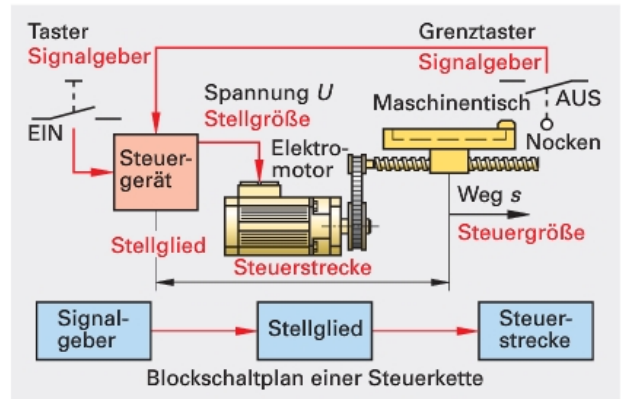 Taster
Signalgeber
EIN
Grenztaster
Signalgeber
AUS
Nocken
Spannung U
Stellgröße
Maschinentisch
Steuer-
gerät
Elektro-
motor
Weg s
Steuergröße
Stellglied
Steuerstrecke
Signal-
geber
Stellglied
Steuer-
strecke
Blockschaltplan einer Steuerkette